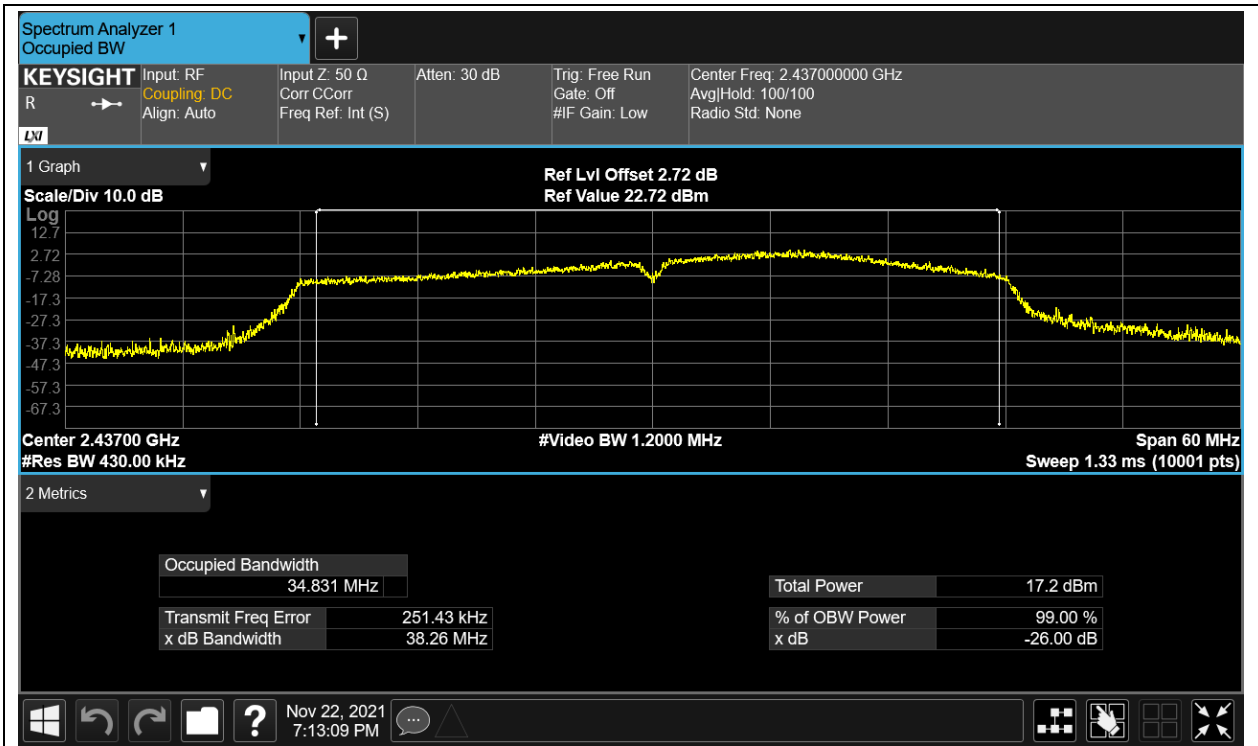 Spectrum Analyzer 1
Occupied BW
KEYSIGHT
R
LXI
Input: RF
Coupling: DC
Align: Auto
Input Z: 50 Ω
Corr CCorr
Freq Ref: Int (S)
Atten: 30 dB
Trig: Free Run
Gate: Off
#IF Gain: Low
Center Freq: 2.437000000 GHz
Avg|Hold: 100/100
Radio Std: None
1 Graph
Scale/Div 10.0 dB
Ref Lvl Offset 2.72 dB
Ref Value 22.72 dBm
Log
12.7
2.72
-7.28
-17.3
-27.3
-37.3
-47.3
-57.3
-67.3
Center 2.43700 GHz
#Video BW 1.2000 MHz
Span 60 MHz
#Res BW 430.00 kHz
Sweep 1.33 ms (10001 pts)
2 Metrics
Occupied Bandwidth
34.831 MHz
Total Power 17.2 dBm
Transmit Freq Error 251.43 kHz
% of OBW Power 99.00 %
x dB Bandwidth 38.26 MHz
x dB -26.00 dB
?
Nov 22, 2021
7:13:09 PM